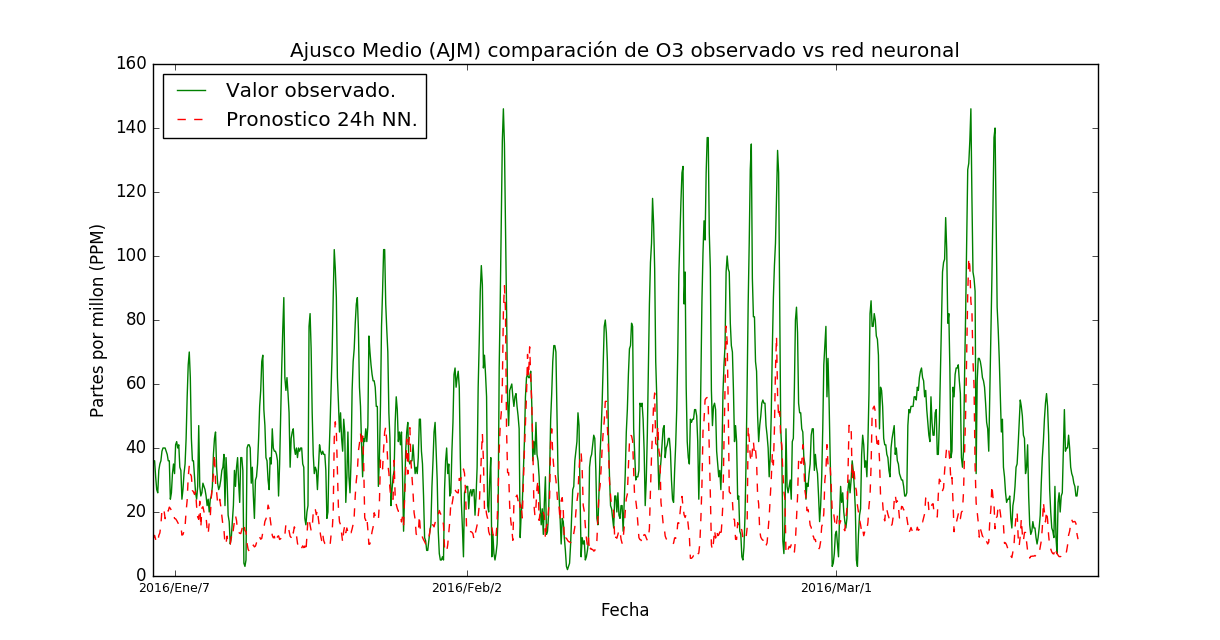 Ajusco Medio (AJM) comparación de O3 observado vs red neuronal
Valor observado.
Pronostico 24h NN.
Partes por millon (PPM)
160
140
120
100
80
60
40
20
0
2016/Ene/7
2016/Feb/2
2016/Mar/1
Fecha